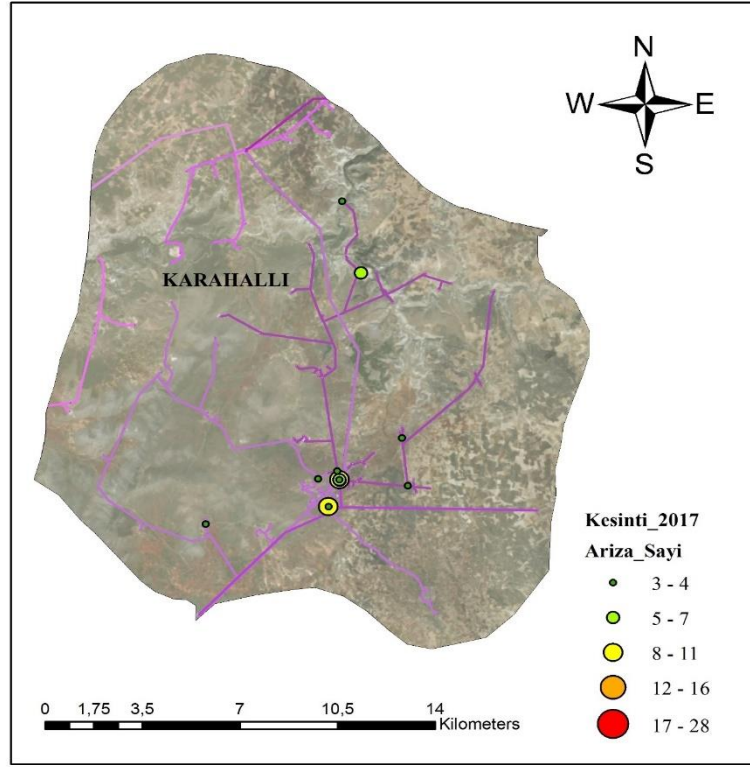 N
W E
S
KARAHALLI
Kesinti_2017
Ariza_Sayi
3 - 4
5 - 7
8 - 11
12 - 16
17 - 28
0 1,75 3,5 7 10,5 14
Kilometers